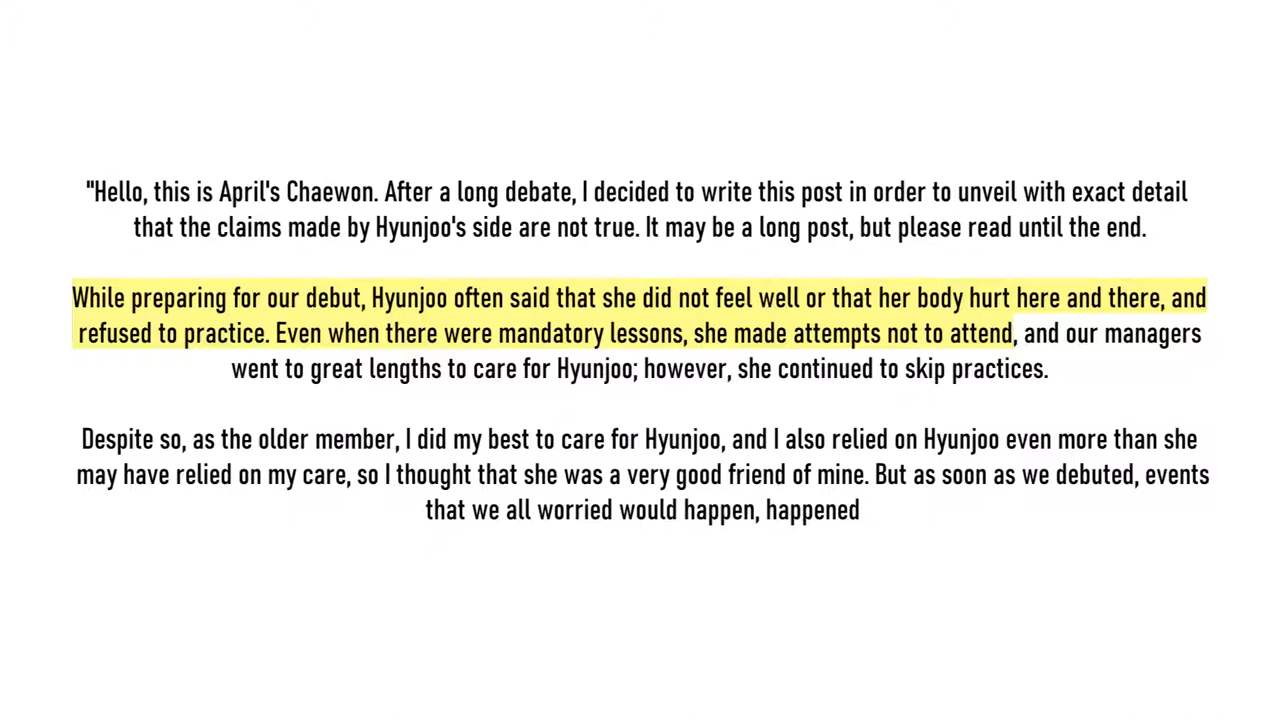 "Hello, this is April's Chaewon. After a long debate, I decided to write this post in order to unveil with exact detail
that the claims made by Hyunjoo's side are not true. It may be a long post, but please read until the end.
While preparing for our debut, Hyunjoo often said that she did not feel well or that her body hurt here and there, and
refused to practice. Even when there were mandatory lessons, she made attempts not to attend, and our managers
went to great lengths to care for Hyunjoo; however, she continued to skip practices.
Despite so, as the older member, I did my best to care for Hyunjoo, and I also relied on Hyunjoo even more than she
may have relied on my care, so I thought that she was a very good friend of mine. But as soon as we debuted, events
that we all worried would happen, happened